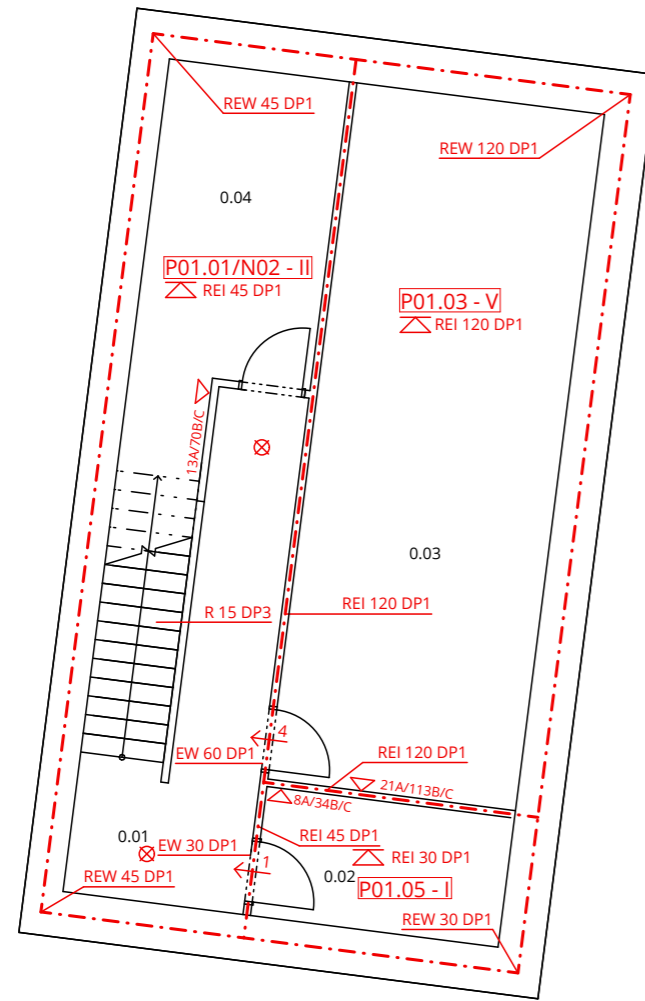 REW 45 DP1
REW 120 DP1
0.04
P01.01/N02 - II
REI 45 DP1
P01.03 - V
REI 120 DP1
13A/70B/C
0.03
R 15 DP3
REI 120 DP1
4
EW 60 DP1
REI 120 DP1
21A/113B/C
8A/34B/C
0.01
EW 30 DP1
REI 45 DP1
1
REI 30 DP1
REW 45 DP1
0.02
P01.05 - I
REW 30 DP1